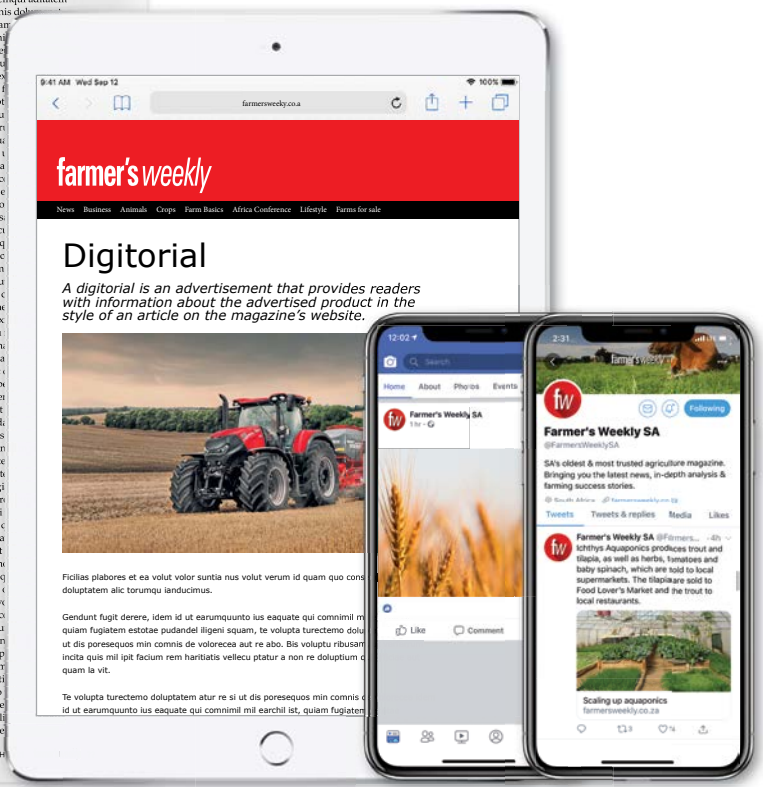 9:41 AM Wed Sep 12
100%
farmersweeky.co.a
farmer's weekly
News Business Animals Crops Farm Basics Africa Conference Lifestyle Farms for sale
Digitorial
A digitorial is an advertisement that provides readers
with information about the advertised product in the
style of an article on the magazine's website.
Ficilias plabores et ea volut volor suntia nus volut verum id quam quo cons
doluptatem alic torumqu ianducimus.
Gendunt fugit derere, idem id ut earumquunto ius eaquate qui comnimil m
quiam fugiatem estotae pudandel iligeni squam, te volupta turectemo dolu
ut dis poresequos min comnis de volorecea aut re abo. Bis voluptu ribusam
incita quis mil ipit facium rem haritiatis vellecu ptatur a non re doluptium
quam la vit.
Te volupta turectemo doluptatem atur re si ut dis poresequos min comnis
id ut earumquunto ius eaquate qui comnimil mil earchil ist, quiam fugiatem
12:02
Search
Home About Photos Events
fw
Farmer's Weekly SA
1 hr
Like Comment
2:31
farmer's weekly
fw
Following
Farmer's Weekly SA
@FarmersWeeklySA
SA's oldest & most trusted agriculture magazine.
Bringing you the latest news, in-depth analysis &
farming success stories.
South Africa farmersweekly.co.za
Tweets Tweets & replies Media Likes
fw
Farmer's Weekly SA @Farmers... · 4h
Ichthys Aquaponics produces trout and
tilapia, as well as herbs, tomatoes and
baby spinach, which are sold to local
supermarkets. The tilapia are sold to
Food Lover's Market and the trout to
local restaurants.
Scaling up aquaponics
farmersweekly.co.za